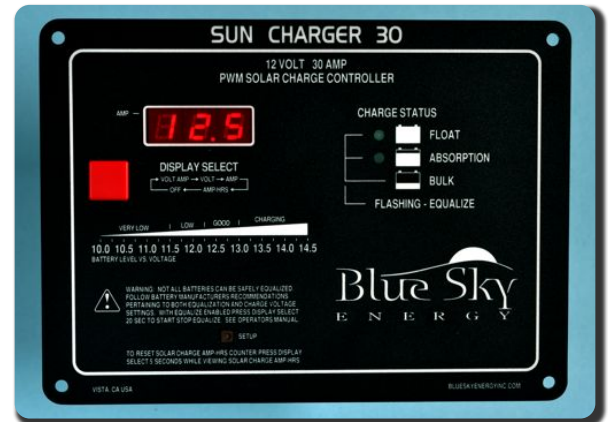 SUN CHARGER 30
12 VOLT 30 AMP
PWM SOLAR CHARGE CONTROLLER
AMP
12.5
DISPLAY SELECT
VOLT AMP → VOLT → AMP
OFF ← AMP-HRS
CHARGE STATUS
FLOAT
ABSORPTION
BULK
FLASHING - EQUALIZE
VERY LOW | LOW | GOOD | CHARGING
10.0 10.5 11.0 11.5 12.0 12.5 13.0 13.5 14.0 14.5
BATTERY LEVEL VS. VOLTAGE
WARNING: NOT ALL BATTERIES CAN BE SAFELY EQUALIZED.
FOLLOW BATTERY MANUFACTURERS RECOMMENDATIONS
PERTAINING TO BOTH EQUALIZATION AND CHARGE VOLTAGE
SETTINGS. WITH EQUALIZE ENABLED PRESS DISPLAY SELECT
20 SEC TO START STOP EQUALIZE. SEE OPERATORS MANUAL.
SETUP
TO RESET SOLAR CHARGE AMP-HRS COUNTER PRESS DISPLAY
SELECT 5 SECONDS WHILE VIEWING SOLAR CHARGE AMP-HRS
Blue Sky
ENERGY
VISTA, CA USA
BLUESKYENERGYINC.COM